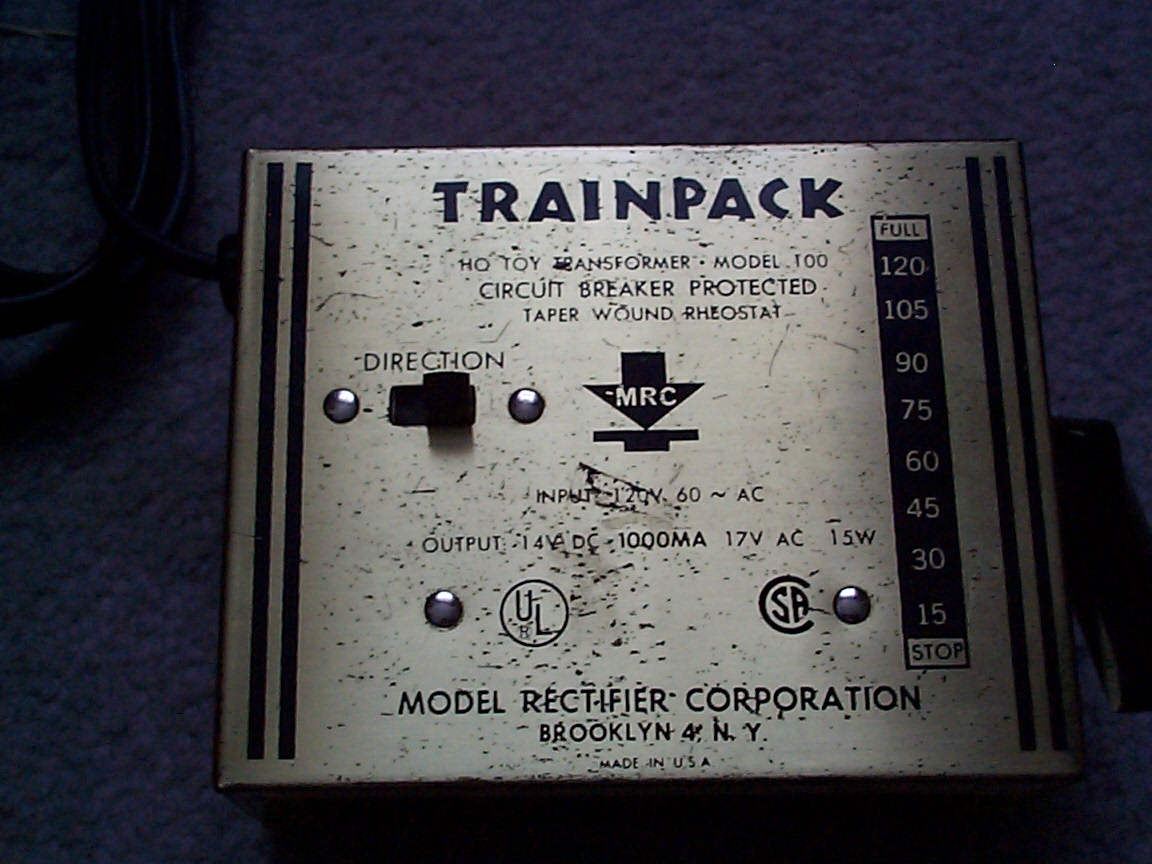 TRAINPACK
HO TOY TRANSFORMER · MODEL 100
CIRCUIT BREAKER PROTECTED
TAPER WOUND RHEOSTAT
DIRECTION
MRC
INPUT: 120V. 60 ~ AC
OUTPUT: 14V DC 1000MA 17V AC 15W
UL
R
SA
MODEL RECTIFIER CORPORATION
BROOKLYN 4, N. Y.
MADE IN U S A
FULL
120
105
90
75
60
45
30
15
STOP